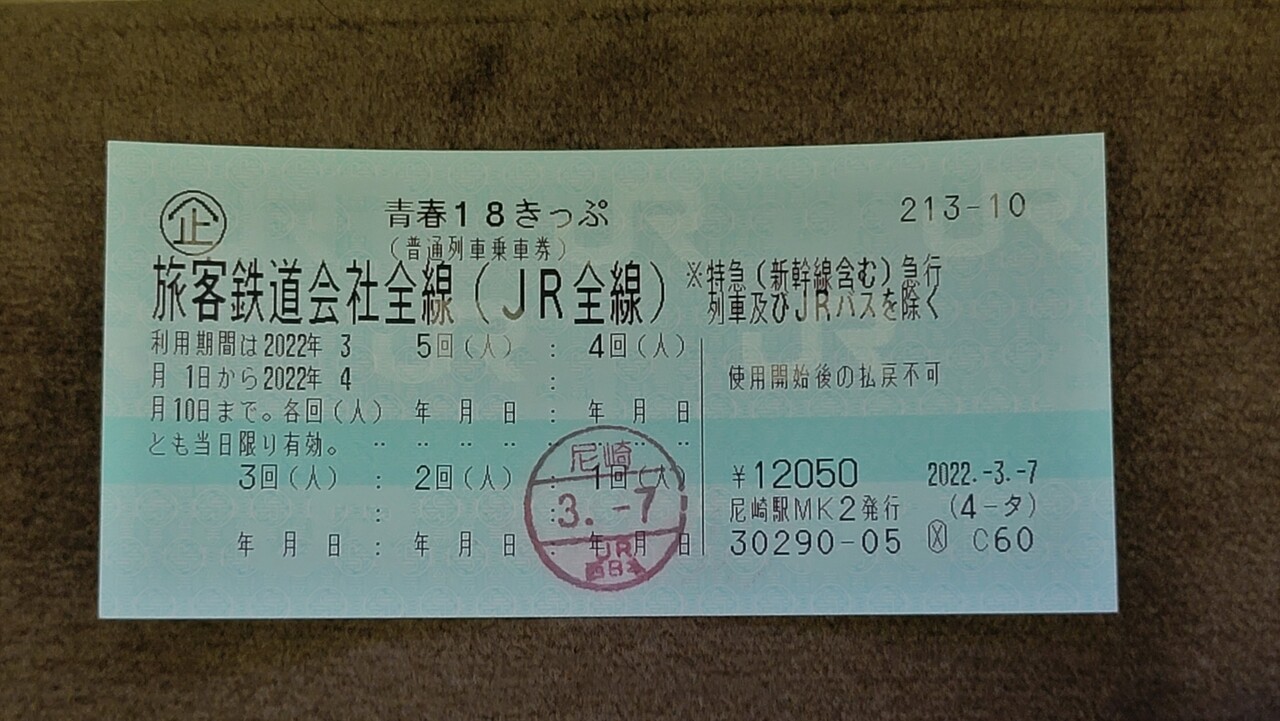 企 青春18きっぷ 213-10
(普通列車乗車券)
旅客鉄道会社全線(JR全線) ※特急(新幹線含む)急行
列車及びJRバスを除く
利用期間は2022年 3
月 1日から2022年 4
月10日まで。各回(人)
とも当日限り有効。
5回(人) : 4回(人)
:
年 月 日 : 年 月 日
3回(人) : 2回(人) : 1回(人)
: :
年 月 日 : 年 月 日 : 年 月 日
使用開始後の払戻不可
¥12050 2022.-3.-7
尼崎駅MK2発行 (4-タ)
30290-05 X C60
尼崎
3.-7
JR
西日本